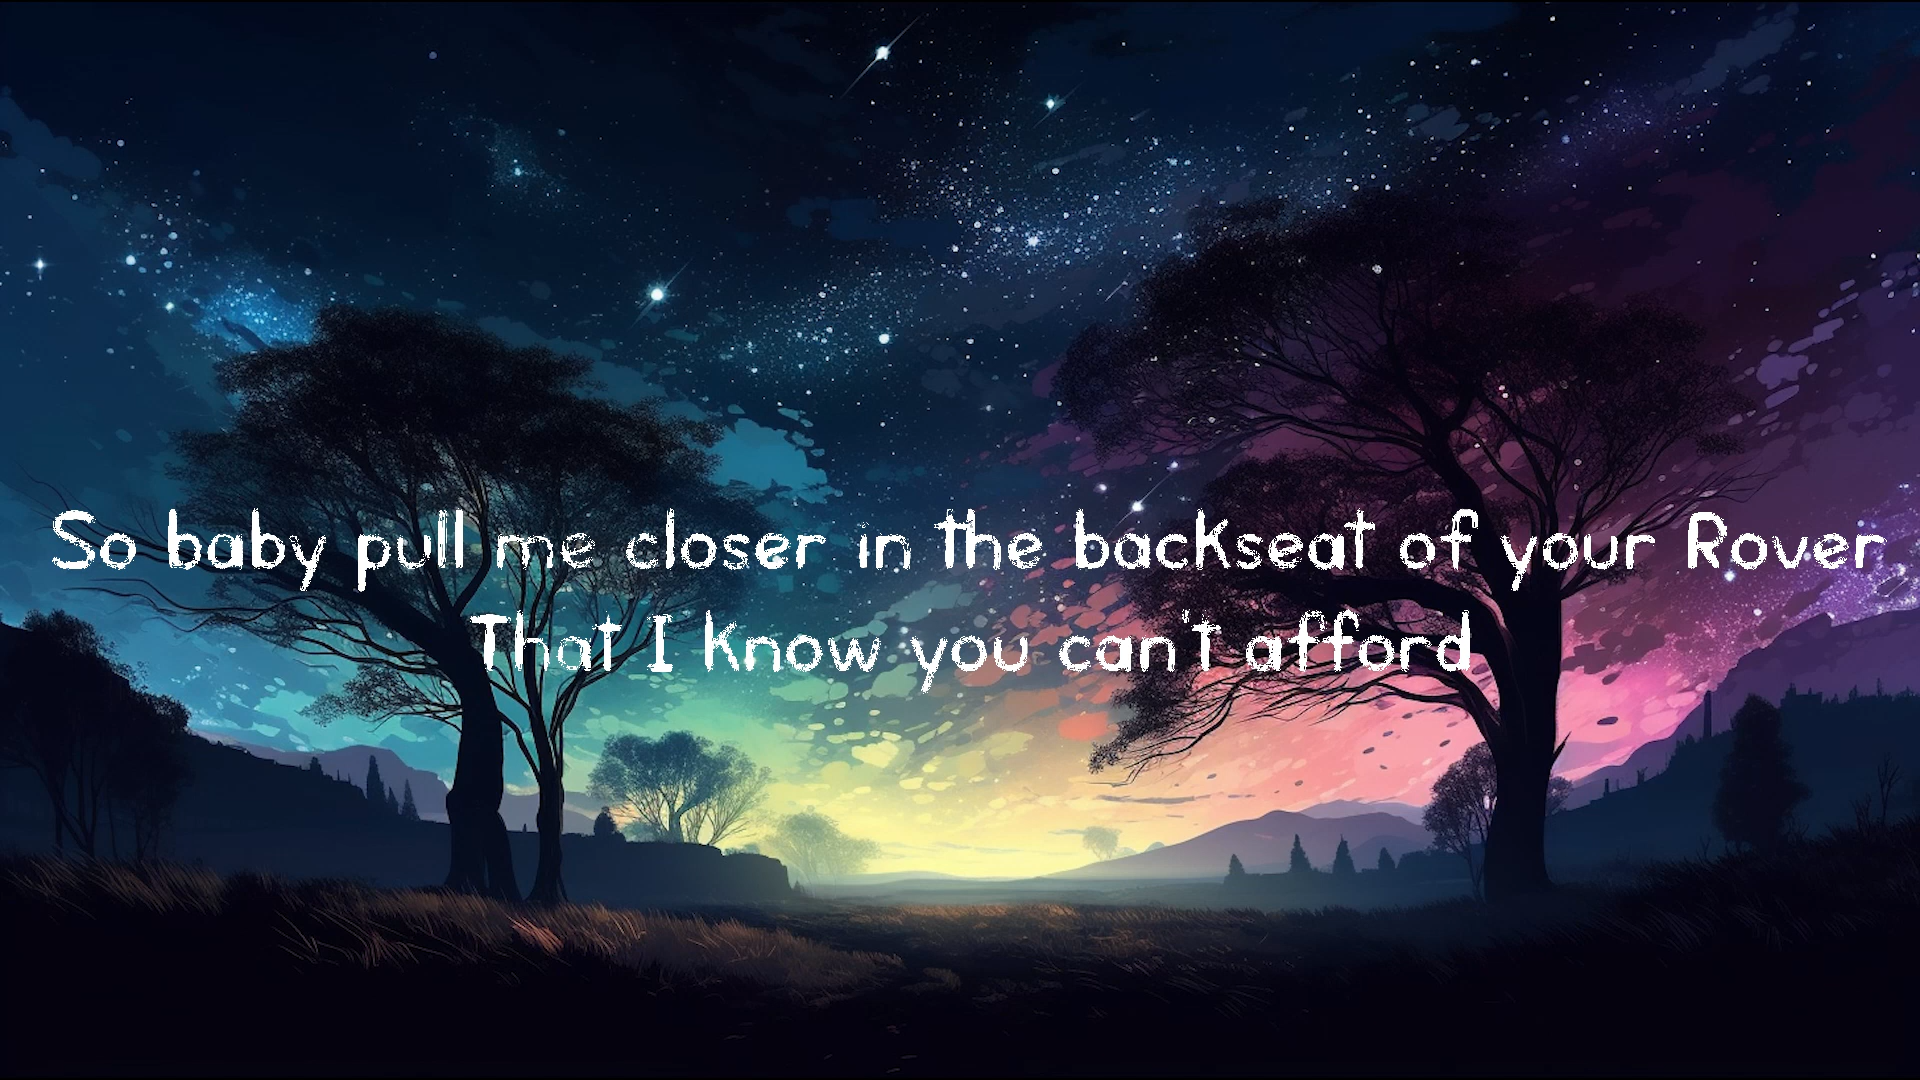 So baby pull me closer in the backseat of your Rover
That I know you can't afford